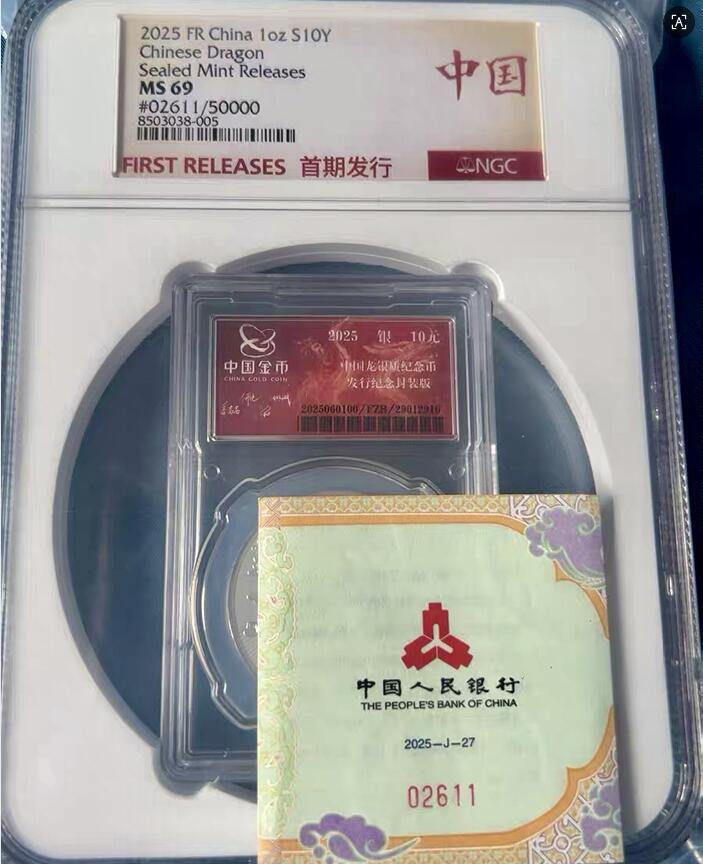 2025 FR China 1oz S10Y
Chinese Dragon
Sealed Mint Releases
MS 69
#02611/50000
8503038-005
中国
FIRST RELEASES 首期发行
NGC
中国金币
CHINA GOLD COIN
2025 银 10元
中国龙银质纪念币
发行纪念封装版
2025060100/FZB/29012910
中国人民银行
THE PEOPLE'S BANK OF CHINA
2025-J-27
02611